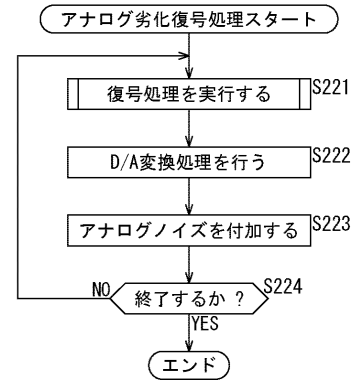 アナログ劣化復号処理スタート
復号処理を実行する
S221
D/A変換処理を行う
S222
アナログノイズを付加する
S223
終了するか ?
S224
NO
YES
エンド